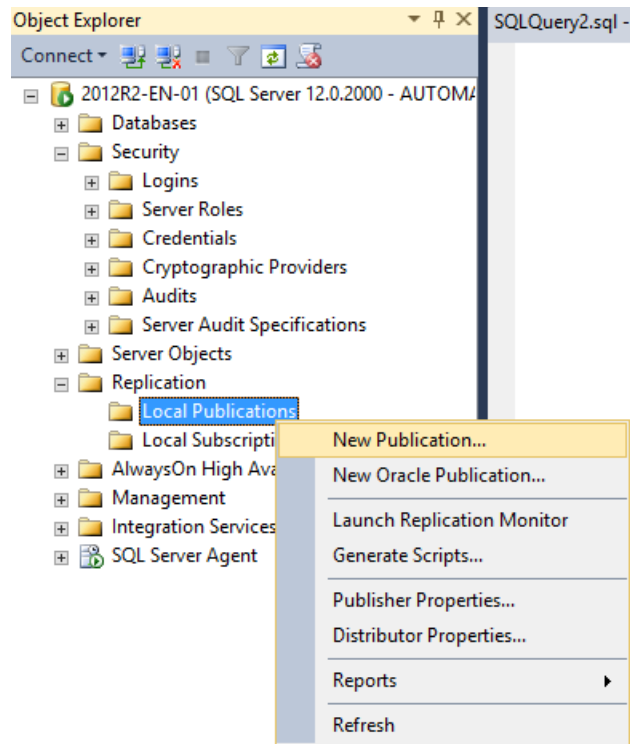 Object Explorer
SQLQuery2.sql -
Connect
2012R2-EN-01 (SQL Server 12.0.2000 - AUTOMA
Databases
Security
Logins
Server Roles
Credentials
Cryptographic Providers
Audits
Server Audit Specifications
Server Objects
Replication
Local Publications
Local Subscripti
AlwaysOn High Ava
Management
Integration Services
SQL Server Agent
New Publication...
New Oracle Publication...
Launch Replication Monitor
Generate Scripts...
Publisher Properties...
Distributor Properties...
Reports
Refresh